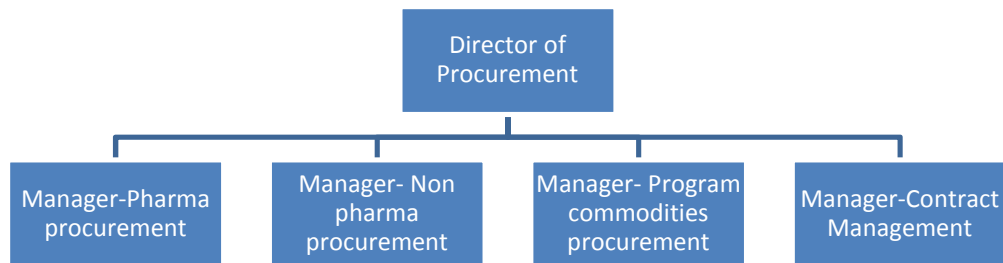 Director of
Procurement
Manager-Pharma
procurement
Manager- Non
pharma
procurement
Manager- Program
commodities
procurement
Manager-Contract
Management